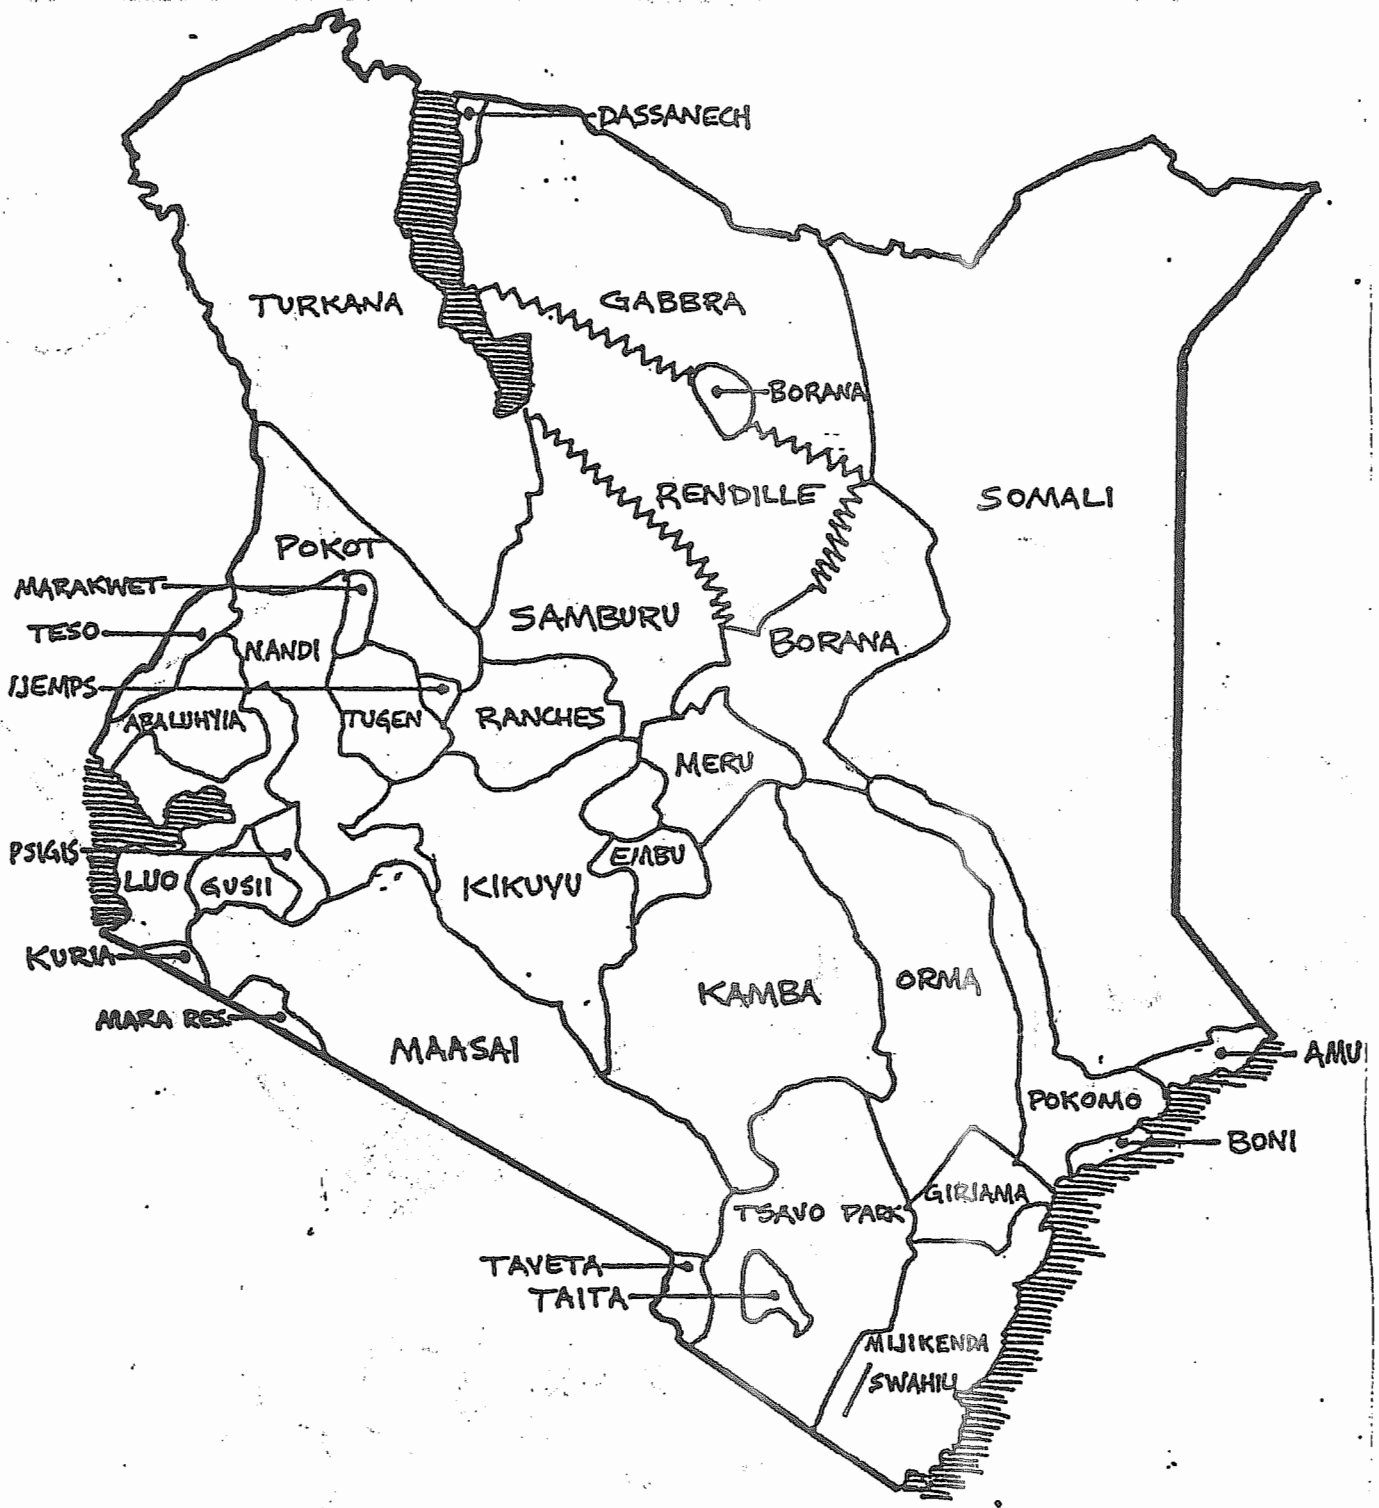 DASSANECH
TURKANA
GABBRA
BORANA
RENDILLE
SOMALI
POKOT
MARAKWET
SAMBURU
TESO
NANDI
BORANA
IJEMPS
ABALUHYIA
TUGEN
RANCHES
MERU
PSIGIS
EMBU
LUO
GUSII
KIKUYU
KURIA
ORMA
KAMBA
MARA RES.
MAASAI
AMU
POKOMO
BONI
GIRIAMA
TSAVO PARK
TAVETA
TAITA
MIJIKENDA
/SWAHILI